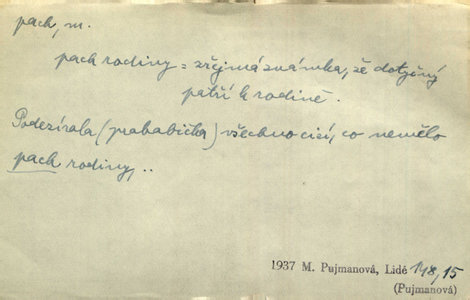 pach, m.
pach rodiny = zřejmá známka, že dotyčný
patří k rodině.
Podezírala (prababička) všechno cizí, co nemělo
pach rodiny, ..
1937 M. Pujmanová, Lidé 148, 15
(Pujmanová)